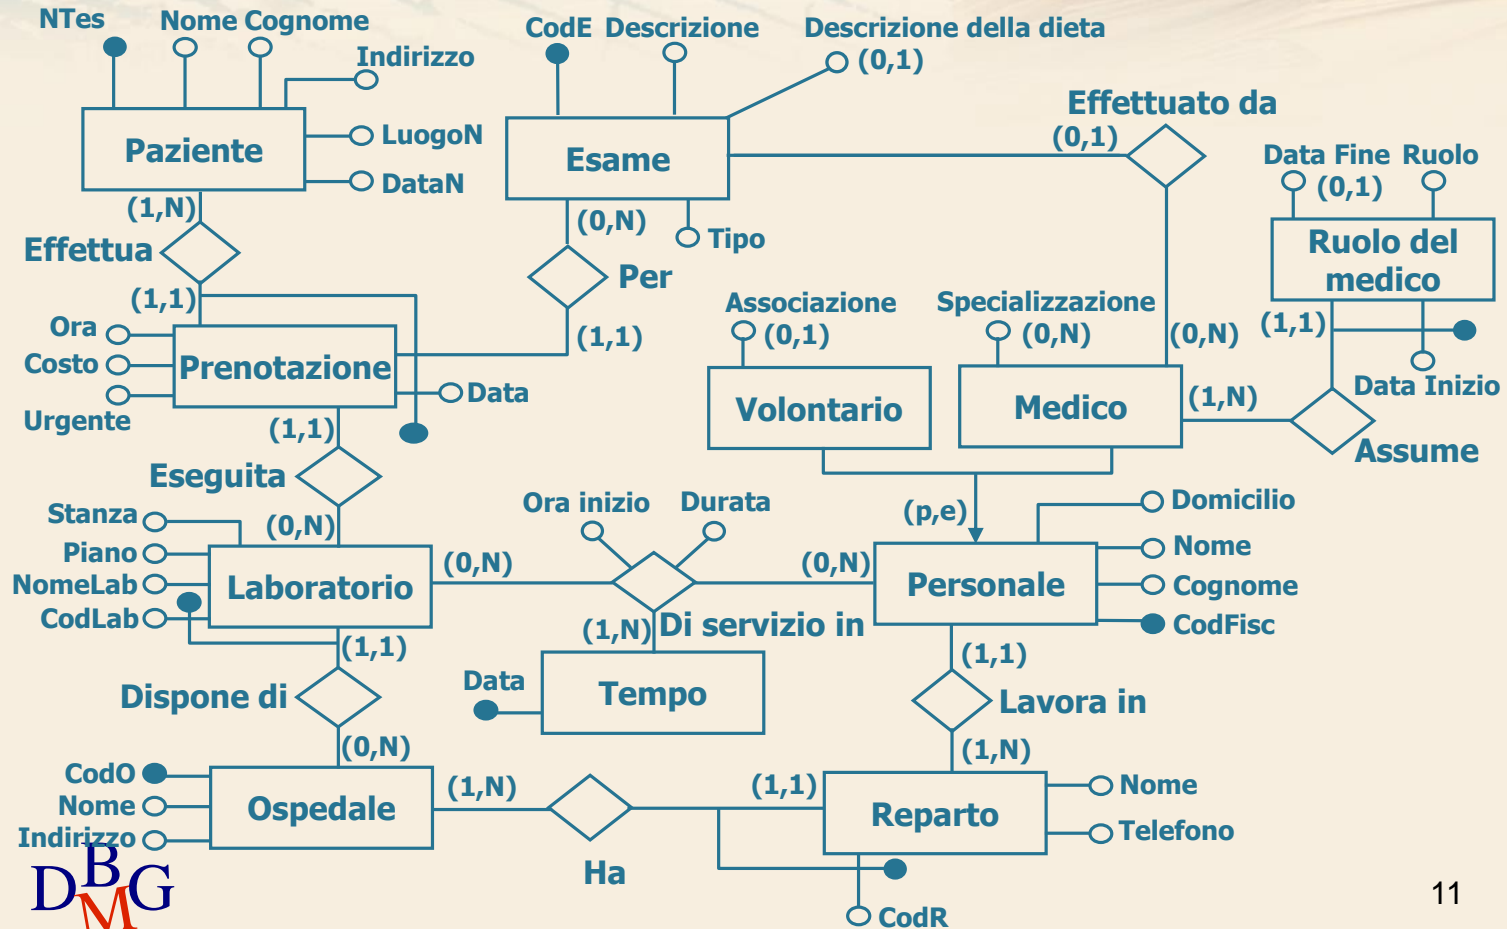 NTes
Nome Cognome
Indirizzo
Paziente
LuogoN
DataN
(1,N)
Effettua
(1,1)
CodE Descrizione
Descrizione della dieta
(0,1)
Esame
(0,N)
Tipo
Per
(1,1)
Effettuato da
(0,1)
(0,N)
Data Fine Ruolo
(0,1)
Ruolo del
medico
(1,1)
Data Inizio
(1,N)
Assume
Ora
Costo
Urgente
Prenotazione
Data
(1,1)
Eseguita
(0,N)
Associazione
(0,1)
Volontario
Specializzazione
(0,N)
Medico
(p,e)
Stanza
Piano
NomeLab
CodLab
Laboratorio
(0,N)
Ora inizio
Durata
(0,N)
Di servizio in
(1,N)
Data
Tempo
Personale
Domicilio
Nome
Cognome
CodFisc
(1,1)
Lavora in
(1,N)
(1,1)
Dispone di
(0,N)
CodO
Nome
Indirizzo
Ospedale
(1,N)
Ha
(1,1)
Reparto
Nome
Telefono
CodR
DBMG
11